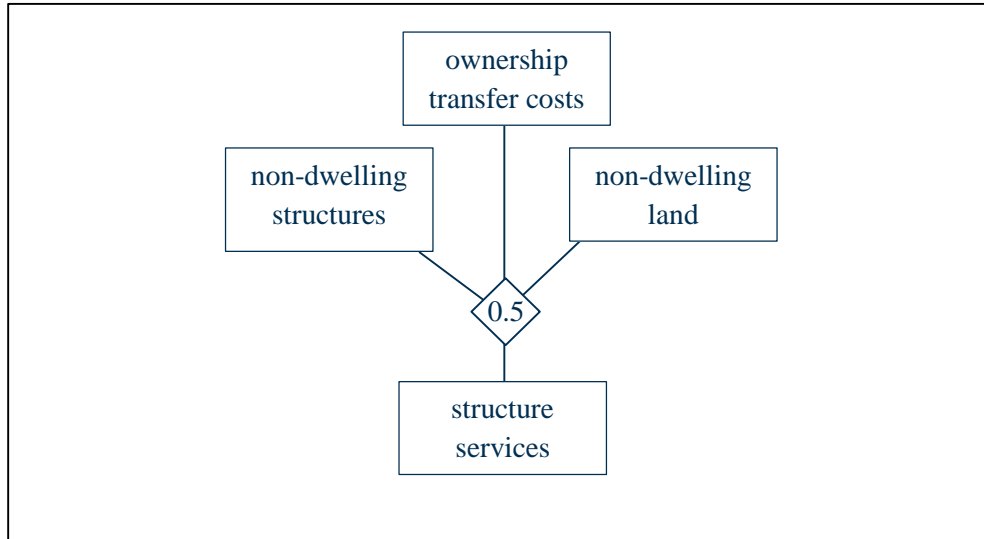 ownership
transfer costs
non-dwelling
structures
non-dwelling
land
0.5
structure
services